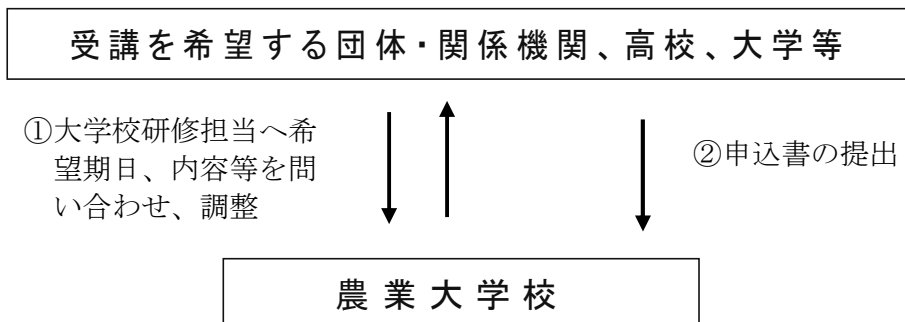 受講を希望する団体・関係機関、高校、大学等
①大学校研修担当へ希
望期日、内容等を問
い合わせ、調整
②申込書の提出
農業大学校